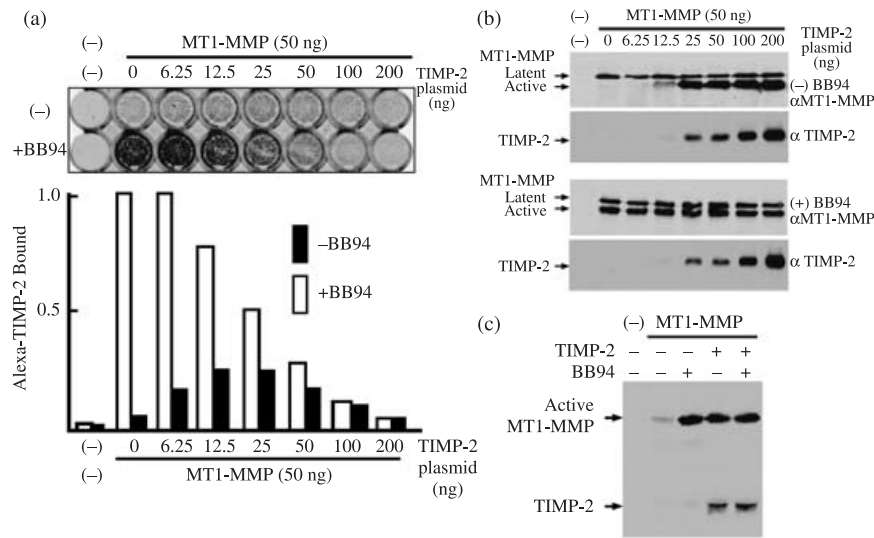 (a)
(–) MT1-MMP (50 ng)
(–) 0 6.25 12.5 25 50 100 200 TIMP-2 plasmid (ng)
(–)
+BB94
Alexa-TIMP-2 Bound
1.0
0.5
–BB94
+BB94
(–) 0 6.25 12.5 25 50 100 200 TIMP-2 plasmid (ng)
(–) MT1-MMP (50 ng)
(b)
(–) MT1-MMP (50 ng)
(–) 0 6.25 12.5 25 50 100 200 TIMP-2 plasmid (ng)
MT1-MMP
Latent
Active
(–) BB94
αMT1-MMP
TIMP-2
α TIMP-2
MT1-MMP
Latent
Active
(+) BB94
αMT1-MMP
TIMP-2
α TIMP-2
(c)
(–) MT1-MMP
TIMP-2 – – – + +
BB94 – – + – +
Active
MT1-MMP
TIMP-2